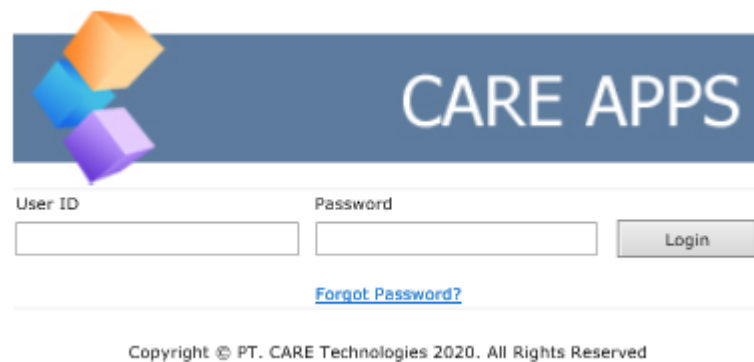 CARE APPS
User ID Password
Login
Forgot Password?
Copyright © PT. CARE Technologies 2020. All Rights Reserved